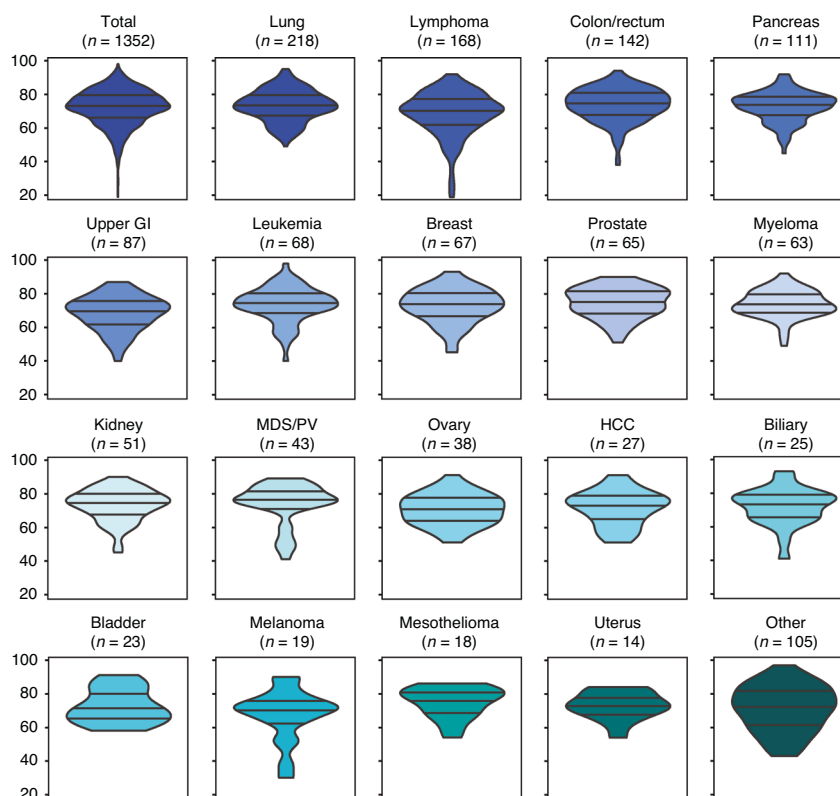 Total Lung Lymphoma Colon/rectum Pancreas
(n = 1352) (n = 218) (n = 168) (n = 142) (n = 111)
100
80
60
40
20
Upper GI Leukemia Breast Prostate Myeloma
(n = 87) (n = 68) (n = 67) (n = 65) (n = 63)
100
80
60
40
20
Kidney MDS/PV Ovary HCC Biliary
(n = 51) (n = 43) (n = 38) (n = 27) (n = 25)
100
80
60
40
20
Bladder Melanoma Mesothelioma Uterus Other
(n = 23) (n = 19) (n = 18) (n = 14) (n = 105)
100
80
60
40
20